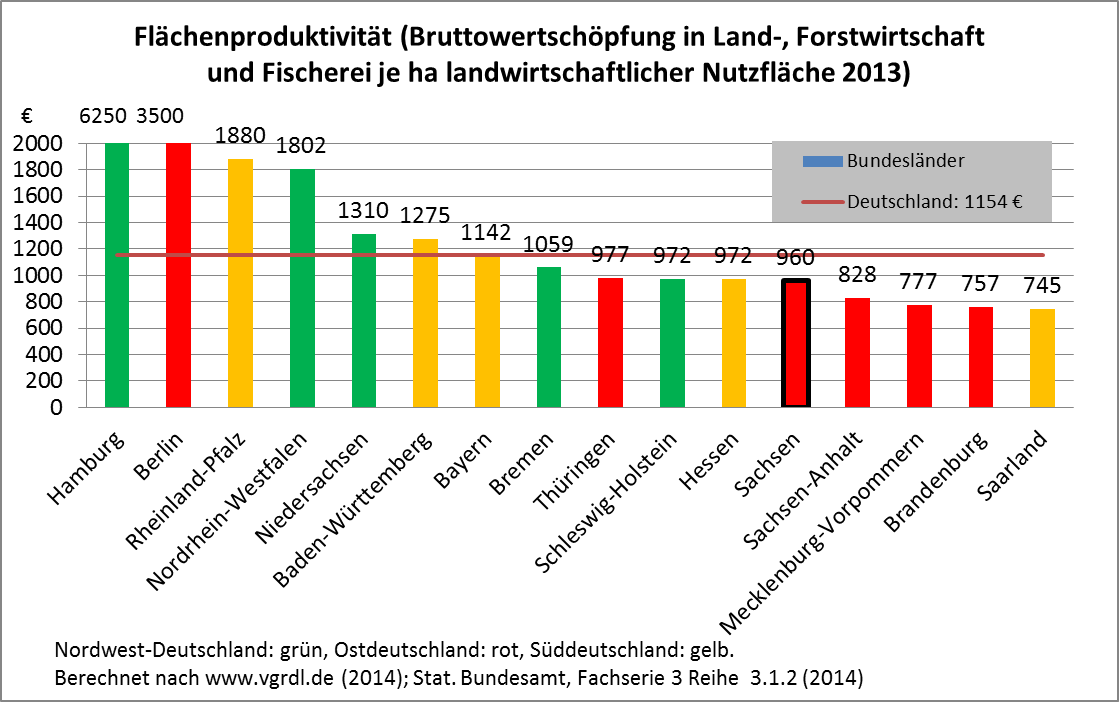 Flächenproduktivität (Bruttowertschöpfung in Land-, Forstwirtschaft
und Fischerei je ha landwirtschaftlicher Nutzfläche 2013)
€ 6250 3500 1880 1802 1310 1275 1142 1059 977 972 972 960 828 777 757 745
2000
1800
1600
1400
1200
1000
800
600
400
200
0
Bundesländer
Deutschland: 1154 €
Hamburg
Berlin
Rheinland-Pfalz
Nordrhein-Westfalen
Niedersachsen
Baden-Württemberg
Bayern
Bremen
Thüringen
Schleswig-Holstein
Hessen
Sachsen
Sachsen-Anhalt
Mecklenburg-Vorpommern
Brandenburg
Saarland
Nordwest-Deutschland: grün, Ostdeutschland: rot, Süddeutschland: gelb.
Berechnet nach www.vgrdl.de (2014); Stat. Bundesamt, Fachserie 3 Reihe 3.1.2 (2014)